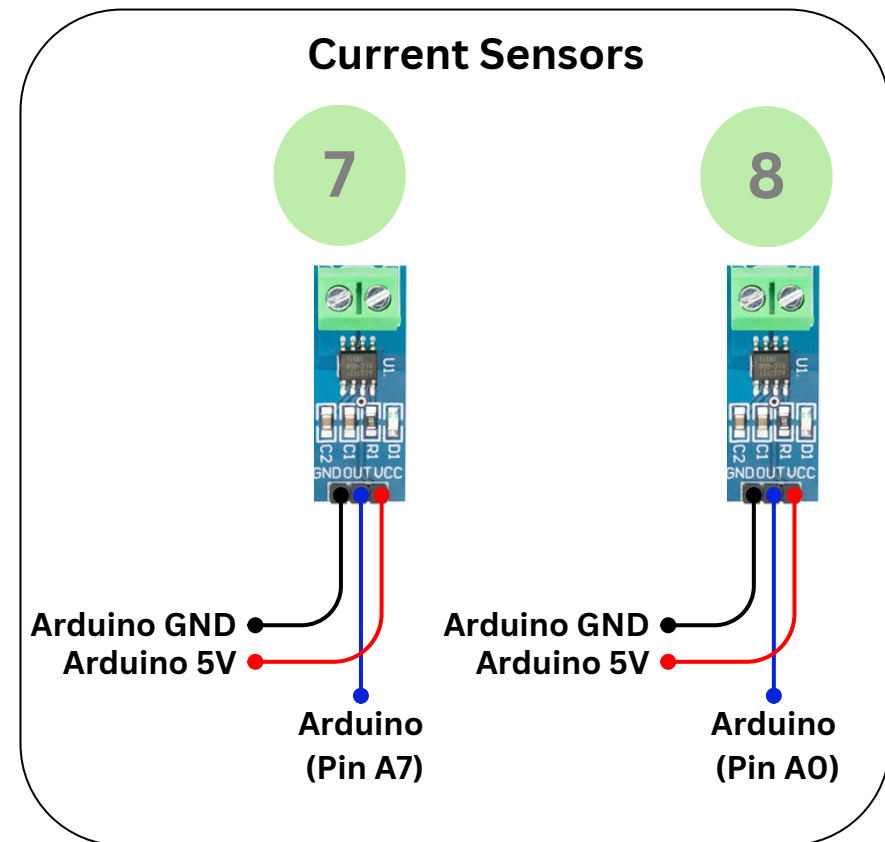 Current Sensors
7
8
U1.
U1.
C2 C1 R1 D1
C2 C1 R1 D1
GND OUT VCC
GND OUT VCC
Arduino GND
Arduino GND
Arduino 5V
Arduino 5V
Arduino
(Pin A7)
Arduino
(Pin A0)